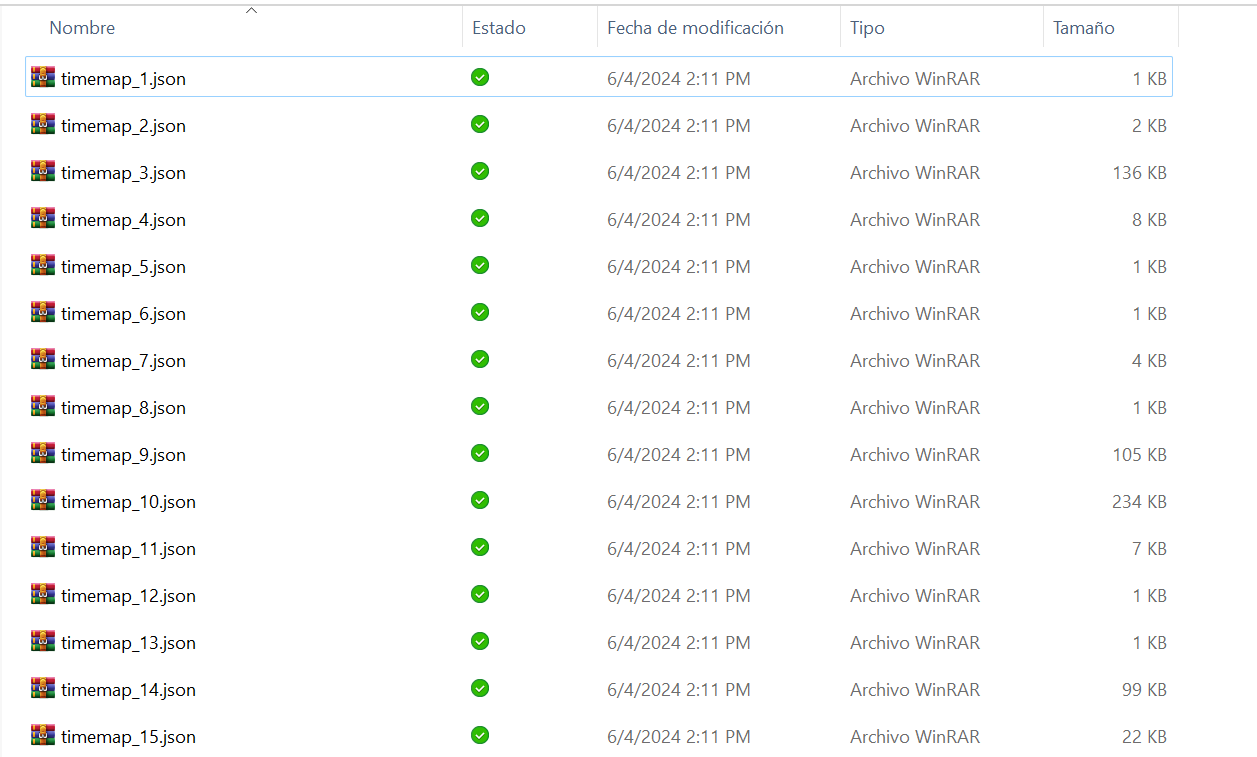 Nombre Estado Fecha de modificación Tipo Tamaño
timemap_1.json 6/4/2024 2:11 PM Archivo WinRAR 1 KB
timemap_2.json 6/4/2024 2:11 PM Archivo WinRAR 2 KB
timemap_3.json 6/4/2024 2:11 PM Archivo WinRAR 136 KB
timemap_4.json 6/4/2024 2:11 PM Archivo WinRAR 8 KB
timemap_5.json 6/4/2024 2:11 PM Archivo WinRAR 1 KB
timemap_6.json 6/4/2024 2:11 PM Archivo WinRAR 1 KB
timemap_7.json 6/4/2024 2:11 PM Archivo WinRAR 4 KB
timemap_8.json 6/4/2024 2:11 PM Archivo WinRAR 1 KB
timemap_9.json 6/4/2024 2:11 PM Archivo WinRAR 105 KB
timemap_10.json 6/4/2024 2:11 PM Archivo WinRAR 234 KB
timemap_11.json 6/4/2024 2:11 PM Archivo WinRAR 7 KB
timemap_12.json 6/4/2024 2:11 PM Archivo WinRAR 1 KB
timemap_13.json 6/4/2024 2:11 PM Archivo WinRAR 1 KB
timemap_14.json 6/4/2024 2:11 PM Archivo WinRAR 99 KB
timemap_15.json 6/4/2024 2:11 PM Archivo WinRAR 22 KB